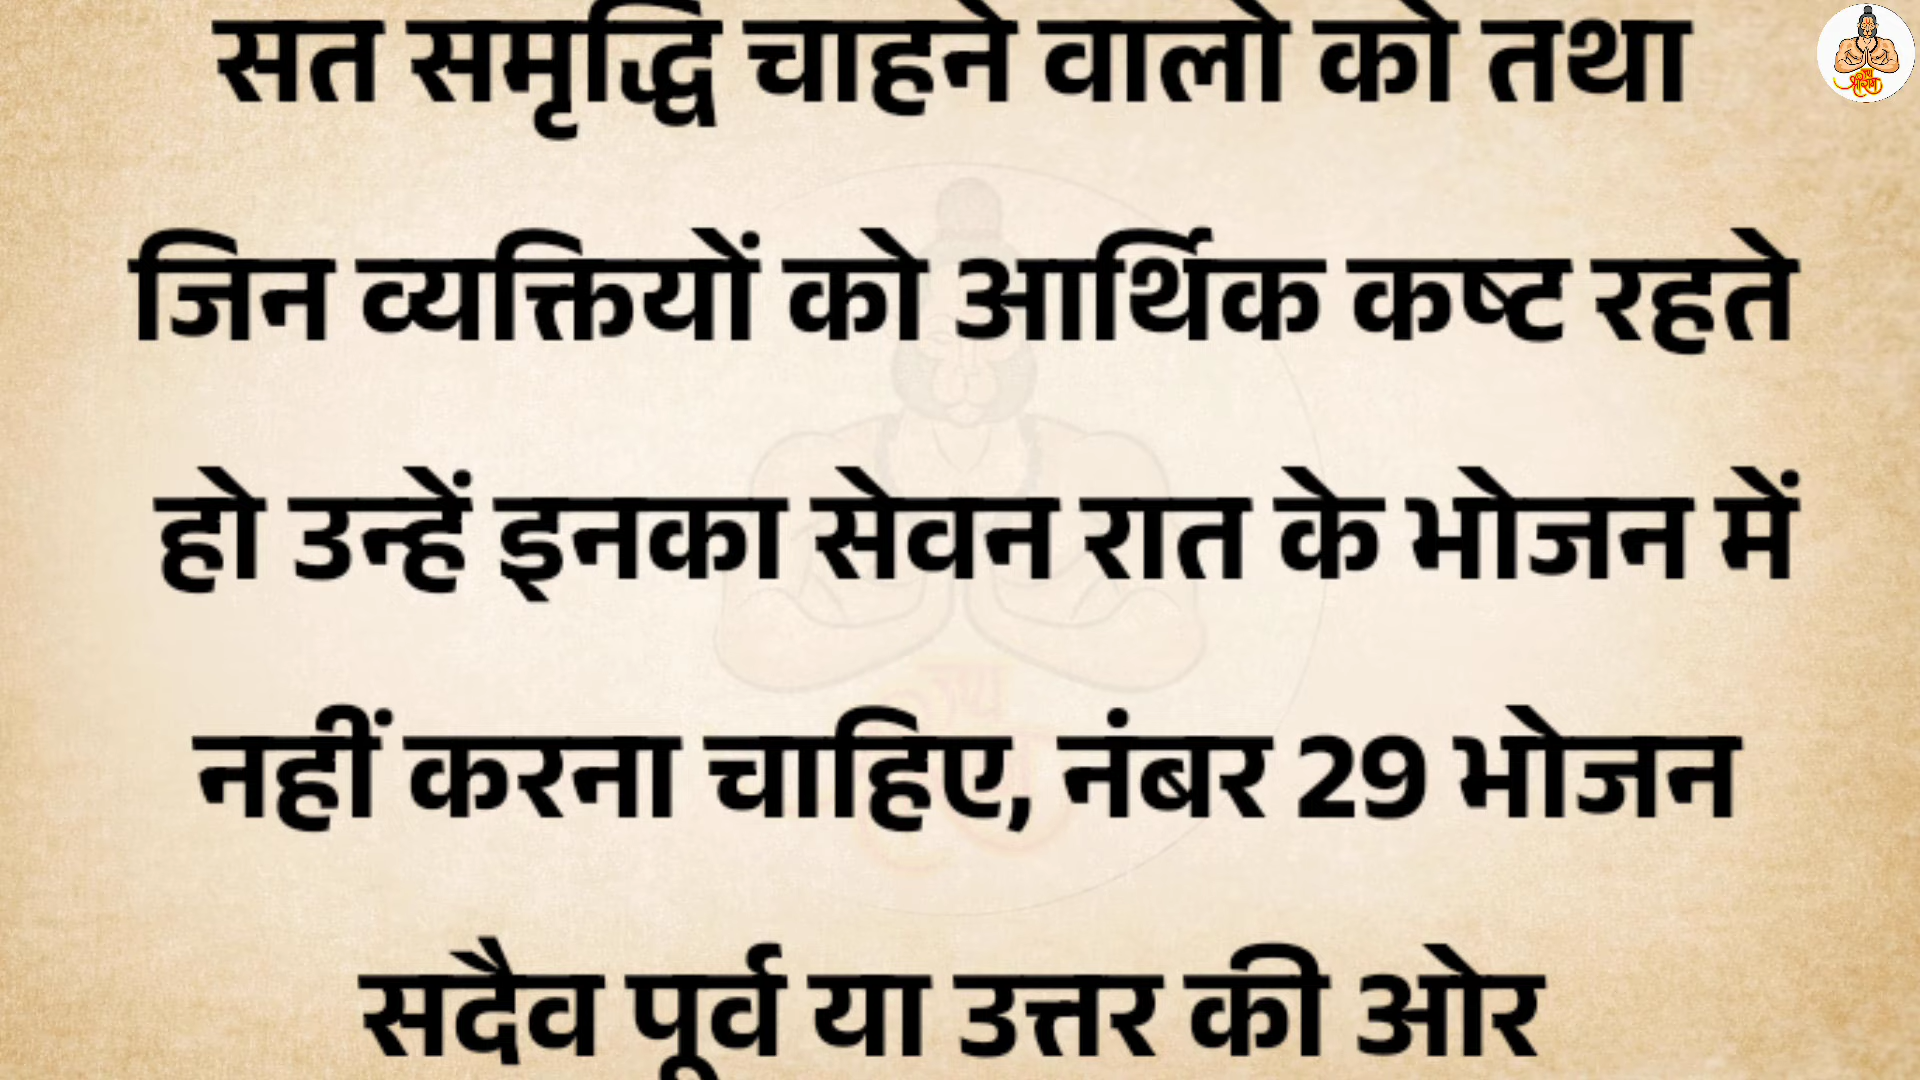 सत समृद्धि चाहने वालो को तथा
जिन व्यक्तियों को आर्थिक कष्ट रहते
हो उन्हें इनका सेवन रात के भोजन में
नहीं करना चाहिए, नंबर 29 भोजन
सदैव पूर्व या उत्तर की ओर